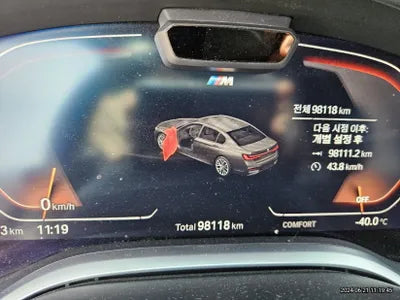 M
전체 98118 km
다음 시점 이후:
개별 설정 후
98111.2 km
43.8 km/h
0 km/h
OFF
3 km 11:19
Total 98118 km
COMFORT
-40.0 °C
2024-06-21 11:19:45